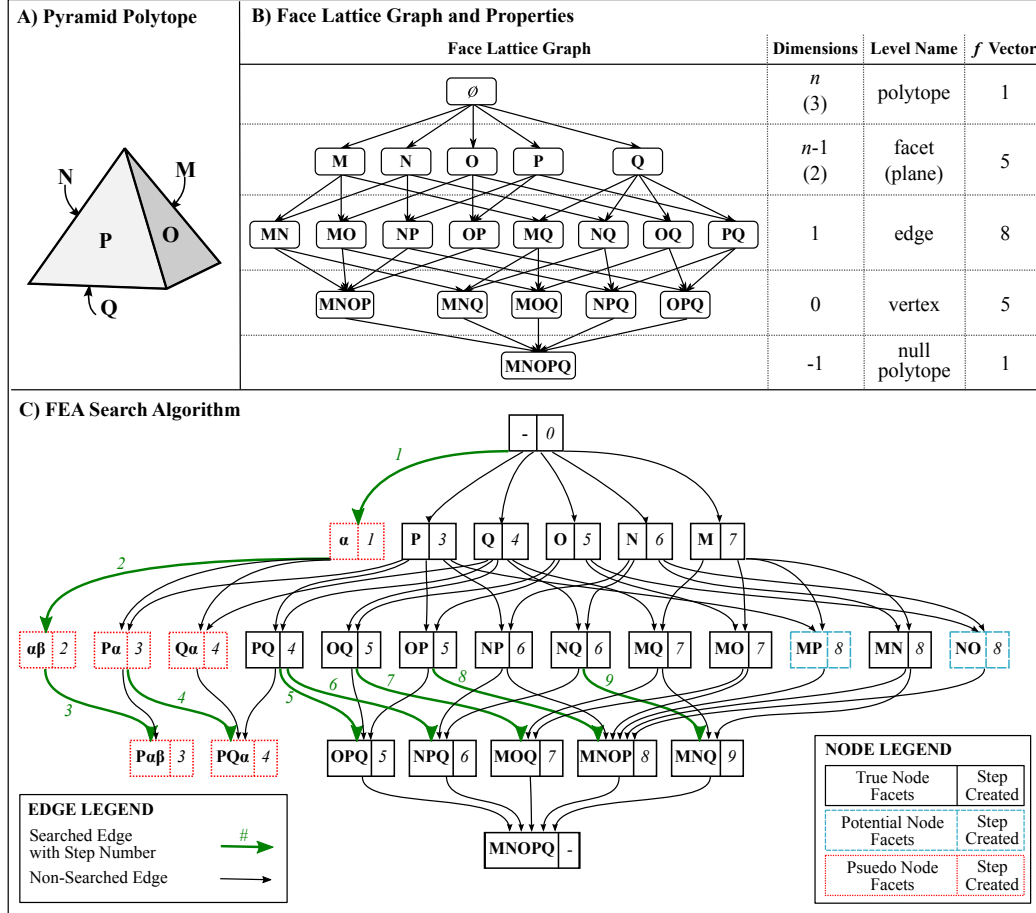 A) Pyramid Polytope
N
M
P
O
Q
B) Face Lattice Graph and Properties
Face Lattice Graph
Dimensions
Level Name
f Vector
∅
n
(3)
polytope
1
M N O P Q
n-1
(2)
facet
(plane)
5
MN MO NP OP MQ NQ OQ PQ
1
edge
8
MNOP MNQ MOQ NPQ OPQ
0
vertex
5
MNOPQ
-1
null
polytope
1
C) FEA Search Algorithm
- 0
1
α 1
P 3
Q 4
O 5
N 6
M 7
2
αβ 2
Pα 3
Qα 4
PQ 4
OQ 5
OP 5
NP 6
NQ 6
MQ 7
MO 7
MP 8
MN 8
NO 8
3
4
5
6
7
8
9
Pαβ 3
PQα 4
OPQ 5
NPQ 6
MOQ 7
MNOP 8
MNQ 9
MNOPQ -
EDGE LEGEND
Searched Edge
with Step Number
#
Non-Searched Edge
NODE LEGEND
True Node
Facets
Step
Created
Potential Node
Facets
Step
Created
Psuedo Node
Facets
Step
Created